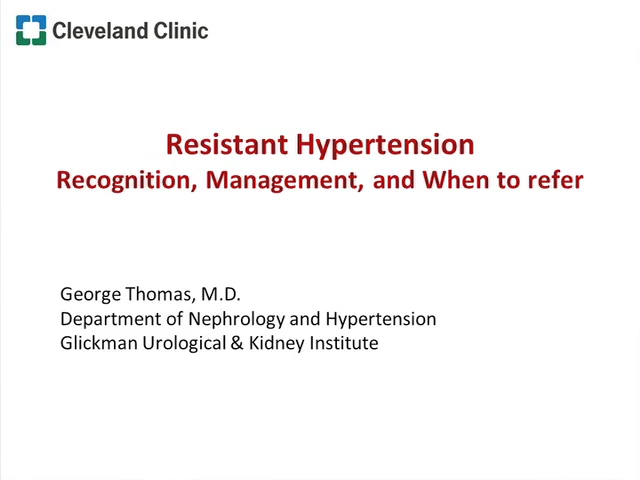 Cleveland Clinic
Resistant Hypertension
Recognition, Management, and When to refer
George Thomas, M.D.
Department of Nephrology and Hypertension
Glickman Urological & Kidney Institute